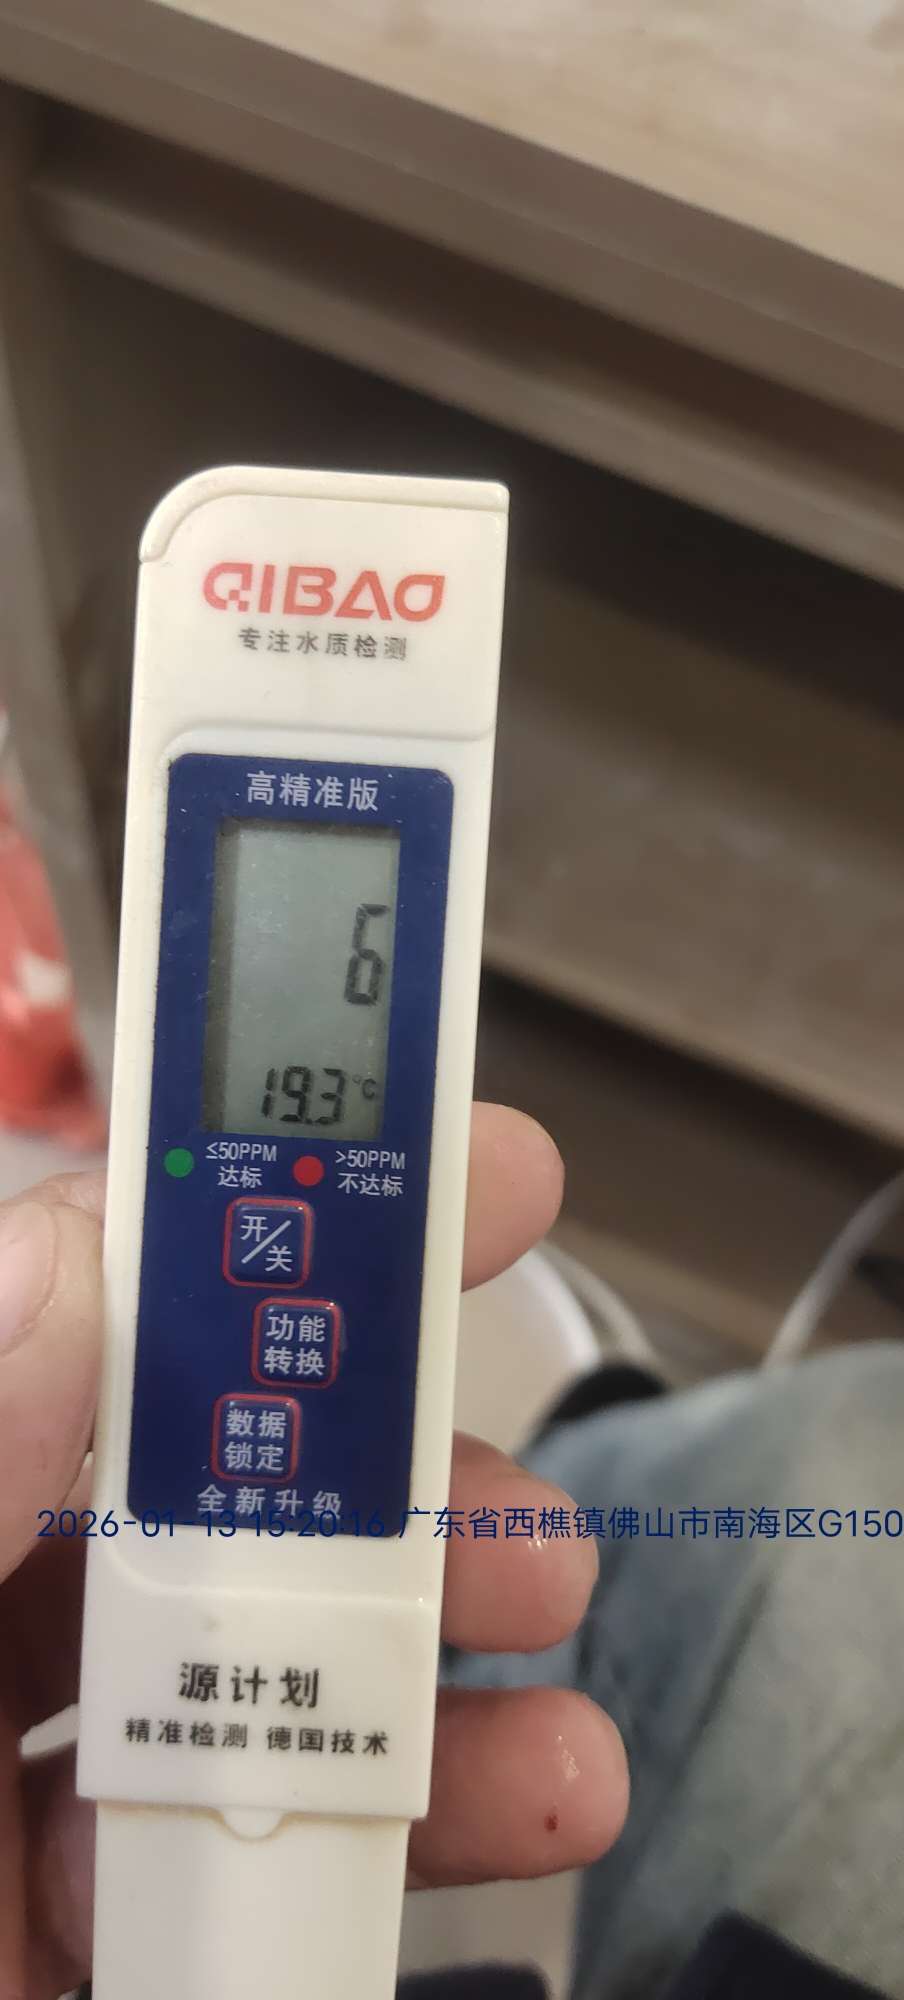 QIBAO
专注水质检测
高精准版
6
19.3°C
≤50PPM
达标
>50PPM
不达标
开/关
功能
转换
数据
锁定
全新升级
2026-01-13 15:20:16 广东省西樵镇佛山市南海区G150
源计划
精准检测 德国技术